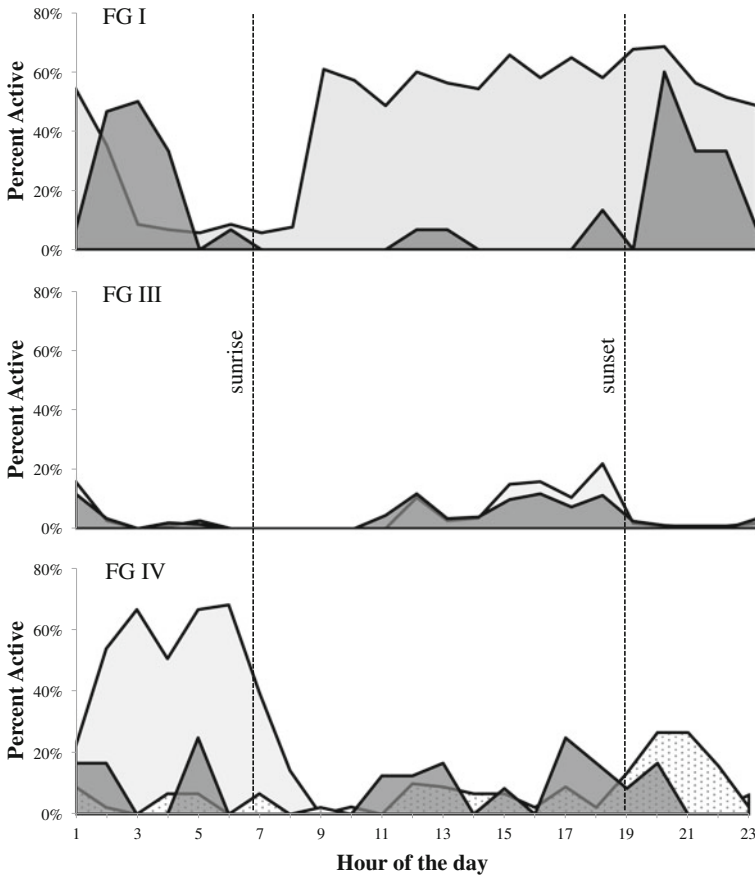 80%
FG I
60%
40%
20%
0%
Percent Active
80%
FG III
60%
40%
20%
0%
Percent Active
sunrise
sunset
80%
FG IV
60%
40%
20%
0%
Percent Active
1 3 5 7 9 11 13 15 17 19 21 23
Hour of the day